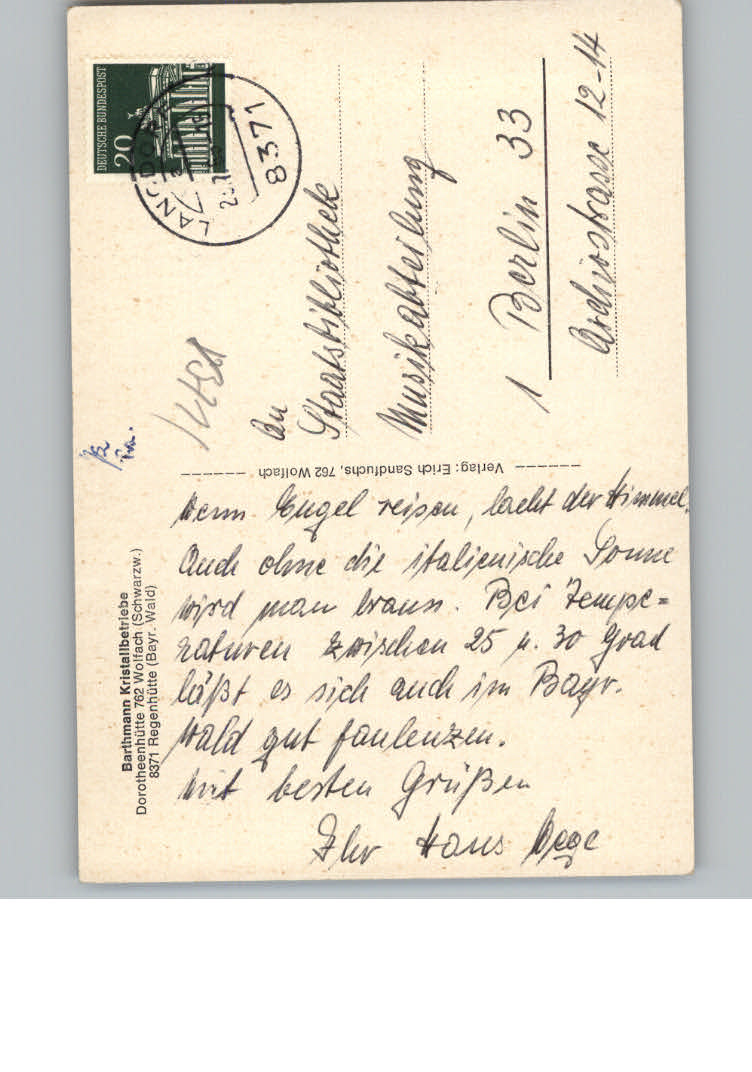 Barthmann Kristallbetriebe
Dorotheenhütte 762 Wolfach (Schwarzw.)
8371 Regenhütte (Bayr. Wald)
Wenn Engel reisen, lacht der Himmel.
Auch ohne die italienische Sonne
wird man braun. Bei Tempe=
raturen zwischen 25 u. 30 Grad
läßt es sich auch im Bayr.
Wald gut faulenzen.
Mit besten Grüßen
Ihr Hans
Verlag: Erich Sandfuchs, 762 Wolfach
DEUTSCHE BUNDESPOST
20
LANGDORF
8371
An
Staatsbibliothek
Musikabteilung
1 Berlin 33
Archivstrasse 12-14